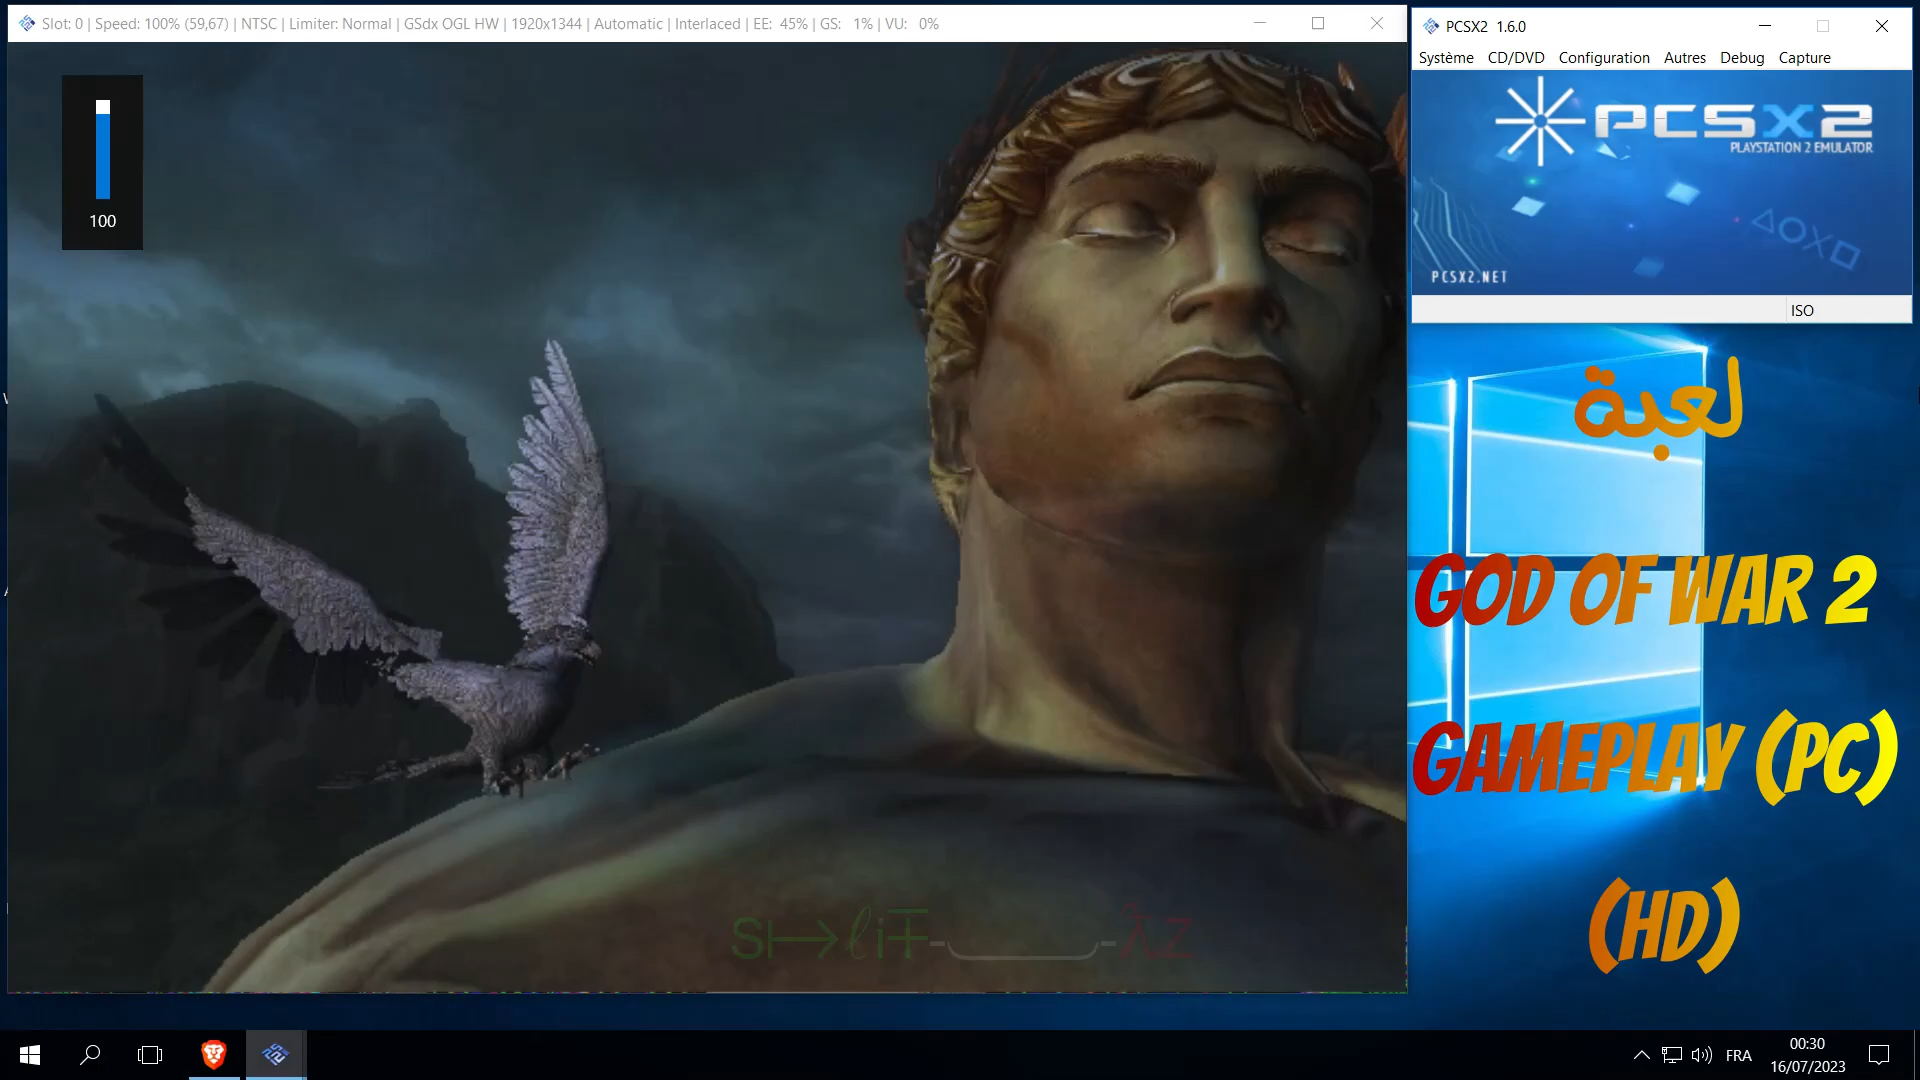 Slot: 0 | Speed: 100% (59,67) | NTSC | Limiter: Normal | GSdx OGL HW | 1920x1344 | Automatic | Interlaced | EE: 45% | GS: 1% | VU: 0%
100
PCSX2 1.6.0
Système CD/DVD Configuration Autres Debug Capture
PCSX2
PLAYSTATION 2 EMULATOR
PCSX2.NET
ISO
لعبة
GOD OF WAR 2
GAMEPLAY (PC)
(HD)
FRA
00:30
16/07/2023